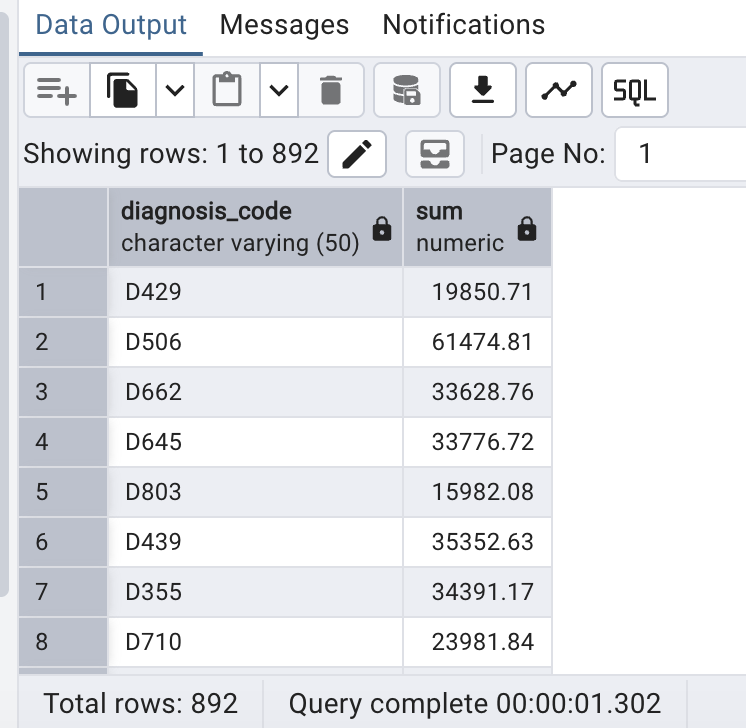 Data Output Messages Notifications
SQL
Showing rows: 1 to 892 Page No: 1
diagnosis_code sum
character varying (50) numeric
1 D429 19850.71
2 D506 61474.81
3 D662 33628.76
4 D645 33776.72
5 D803 15982.08
6 D439 35352.63
7 D355 34391.17
8 D710 23981.84
Total rows: 892 Query complete 00:00:01.302